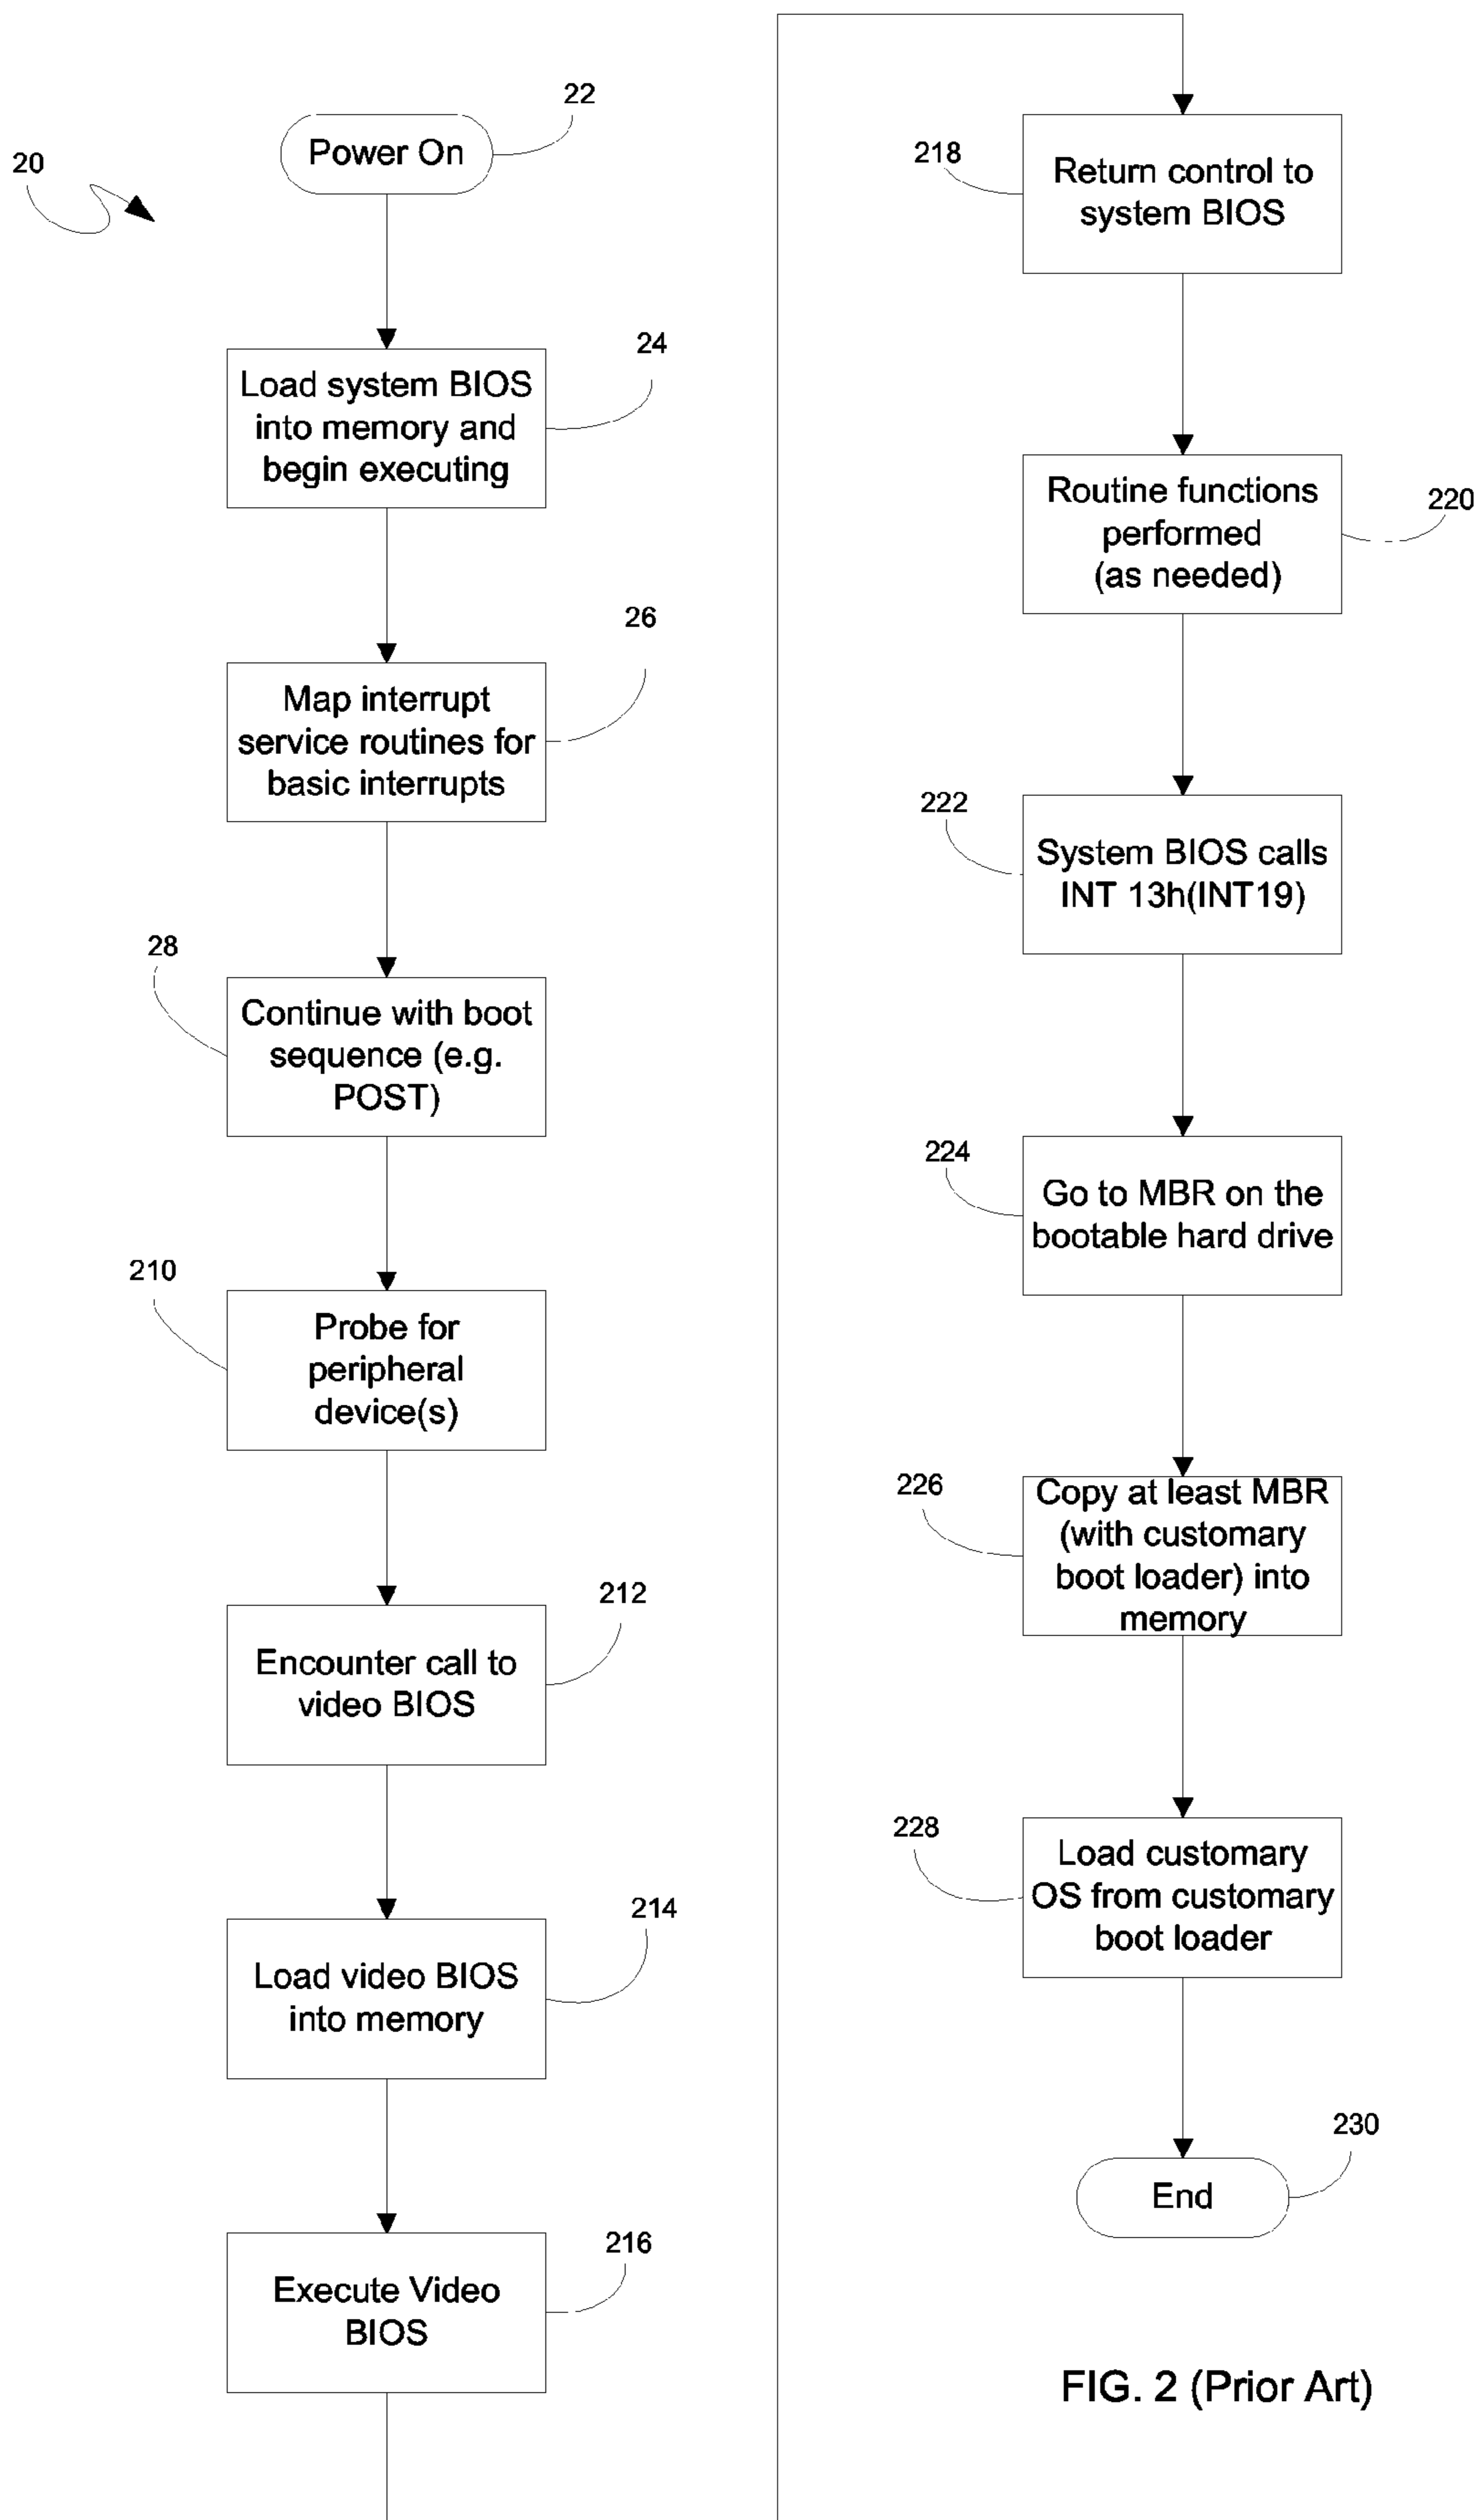 20
22
Power On
24
Load system BIOS
into memory and
begin executing
26
Map interrupt
service routines for
basic interrupts
28
Continue with boot
sequence (e.g.
POST)
210
Probe for
peripheral
device(s)
212
Encounter call to
video BIOS
214
Load video BIOS
into memory
216
Execute Video
BIOS
218
Return control to
system BIOS
220
Routine functions
performed
(as needed)
222
System BIOS calls
INT 13h(INT19)
224
Go to MBR on the
bootable hard drive
226
Copy at least MBR
(with customary
boot loader) into
memory
228
Load customary
OS from customary
boot loader
230
End
FIG. 2 (Prior Art)